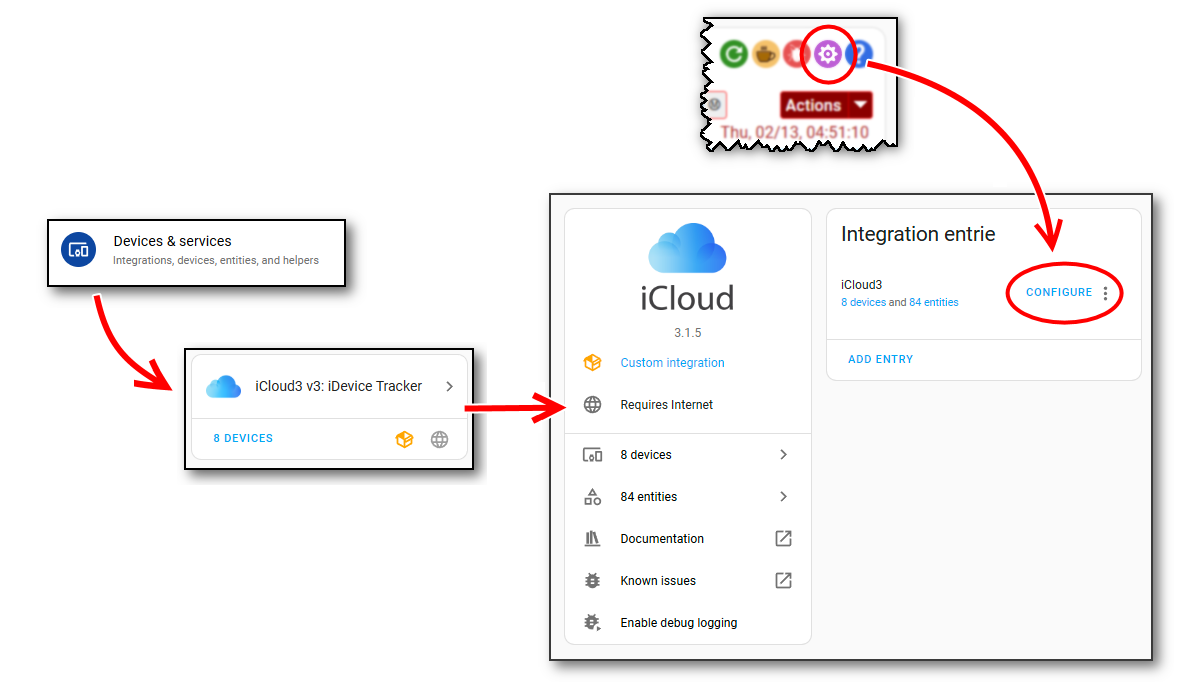 ?
Actions
Thu, 02/13, 04:51:10
Devices & services
Integrations, devices, entities, and helpers
iCloud3 v3: iDevice Tracker
8 DEVICES
iCloud
3.1.5
Custom integration
Requires Internet
8 devices
84 entities
Documentation
Known issues
Enable debug logging
Integration entrie
iCloud3
8 devices and 84 entities
CONFIGURE
ADD ENTRY